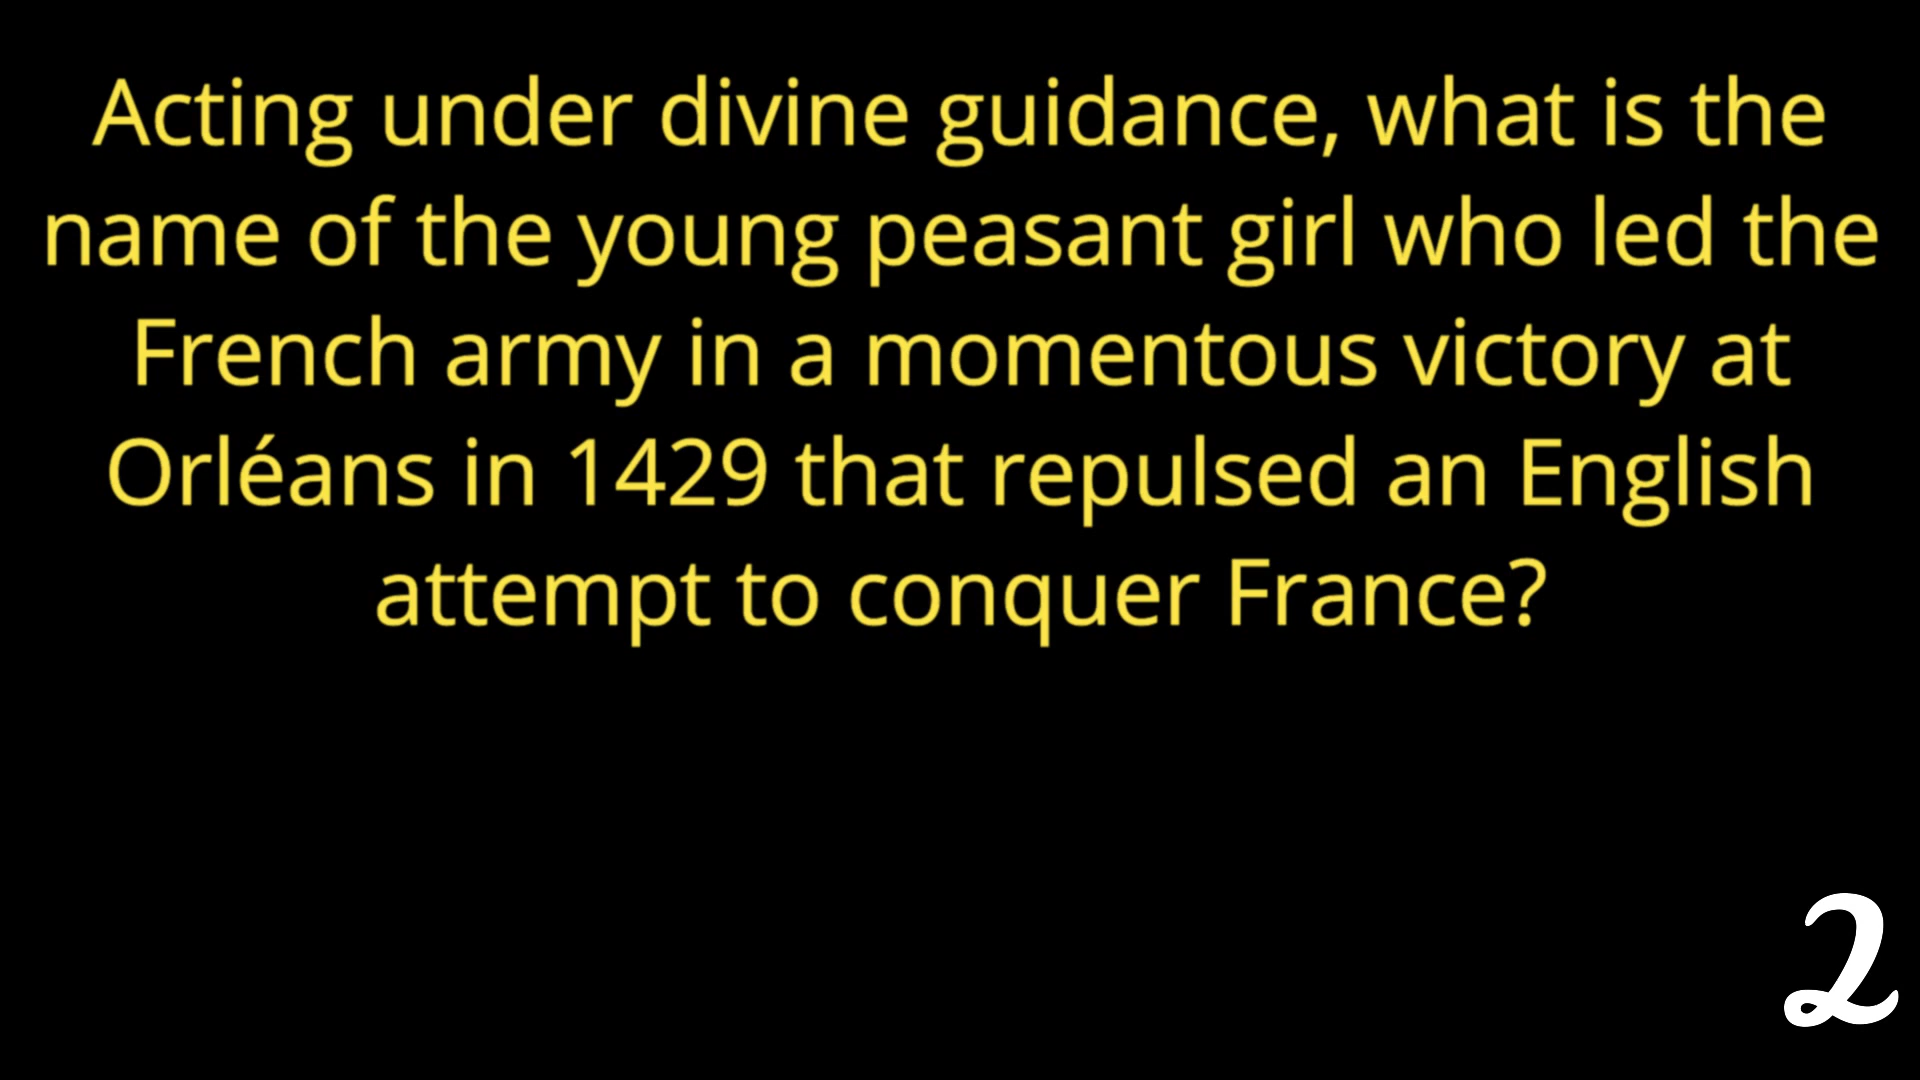 Acting under divine guidance, what is the
name of the young peasant girl who led the
French army in a momentous victory at
Orléans in 1429 that repulsed an English
attempt to conquer France?
2